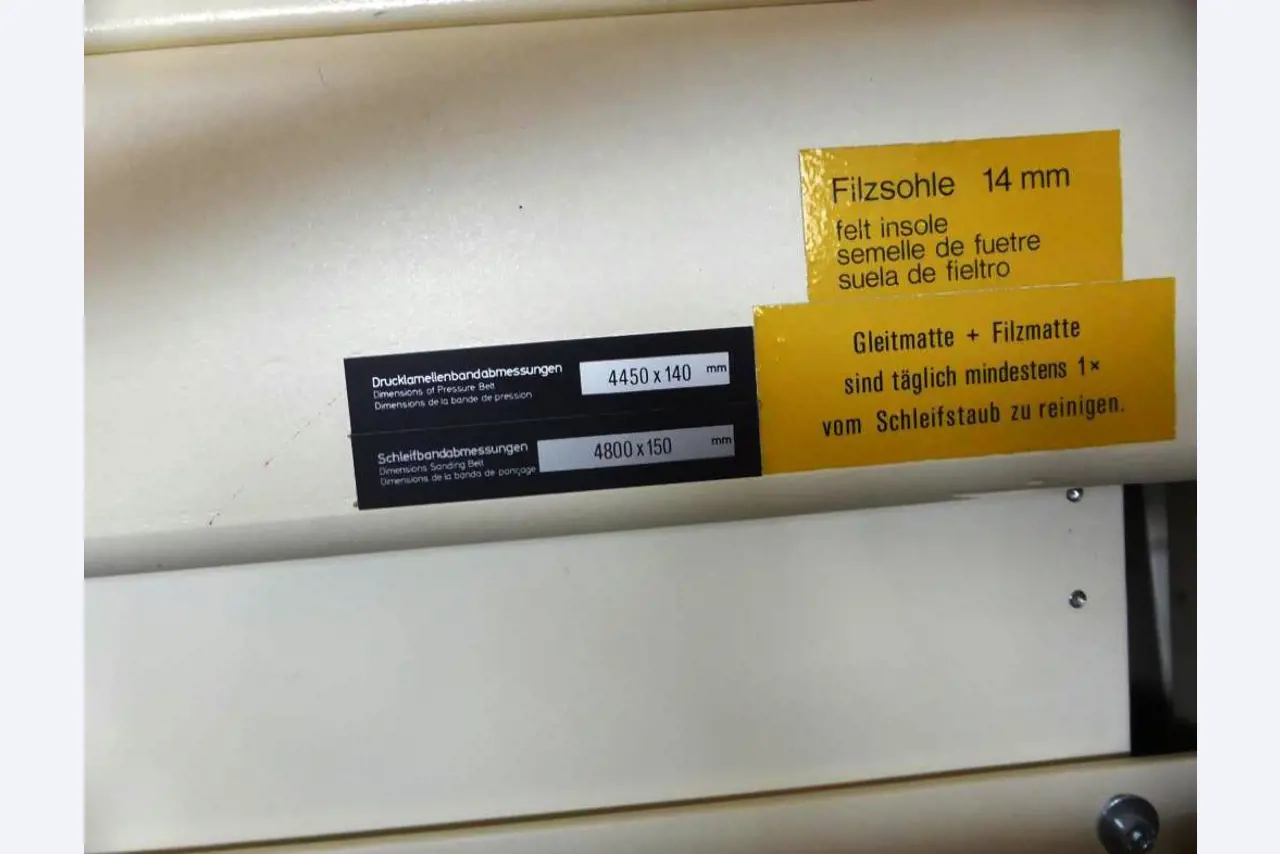 Filzsohle 14 mm
felt insole
semelle de fuetre
suela de fieltro
Gleitmatte + Filzmatte
sind täglich mindestens 1×
vom Schleifstaub zu reinigen.
Drucklamellenbandabmessungen 4450 x 140 mm
Dimensions of Pressure Belt
Dimensions de la bande de pression
Schleifbandabmessungen 4800 x 150 mm
Dimensions Sanding Belt
Dimensions de la banda de ponçage